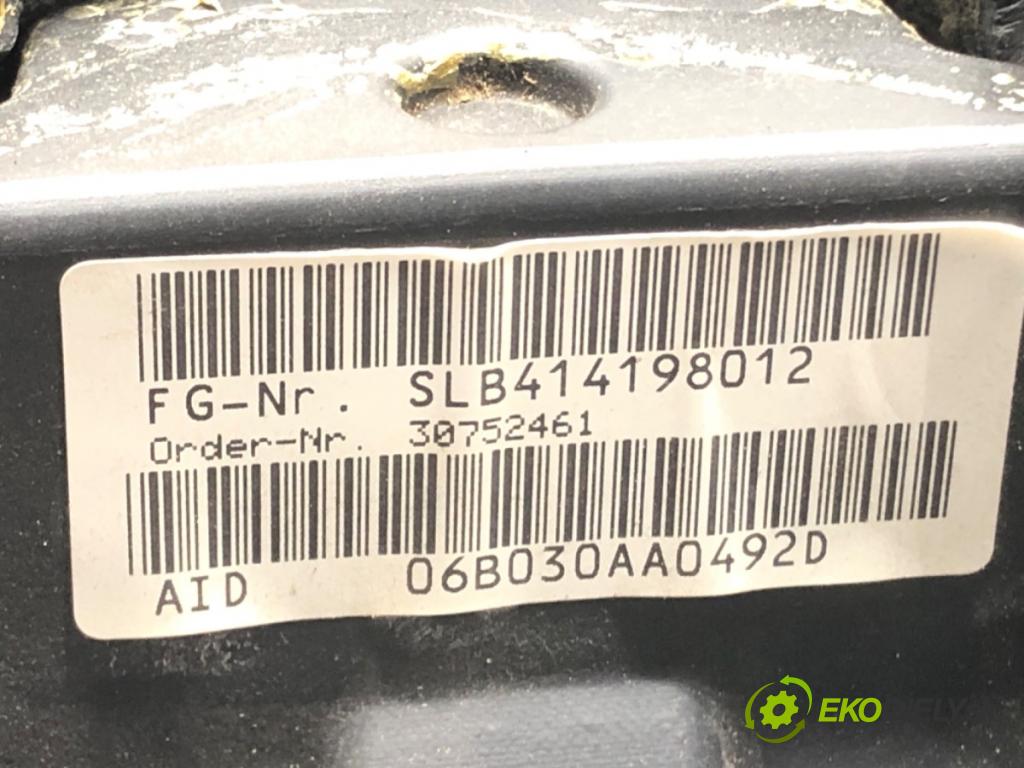 FG-Nr. SLB414198012
Order-Nr. 30752461
AID 06B030AA0492D
EKO